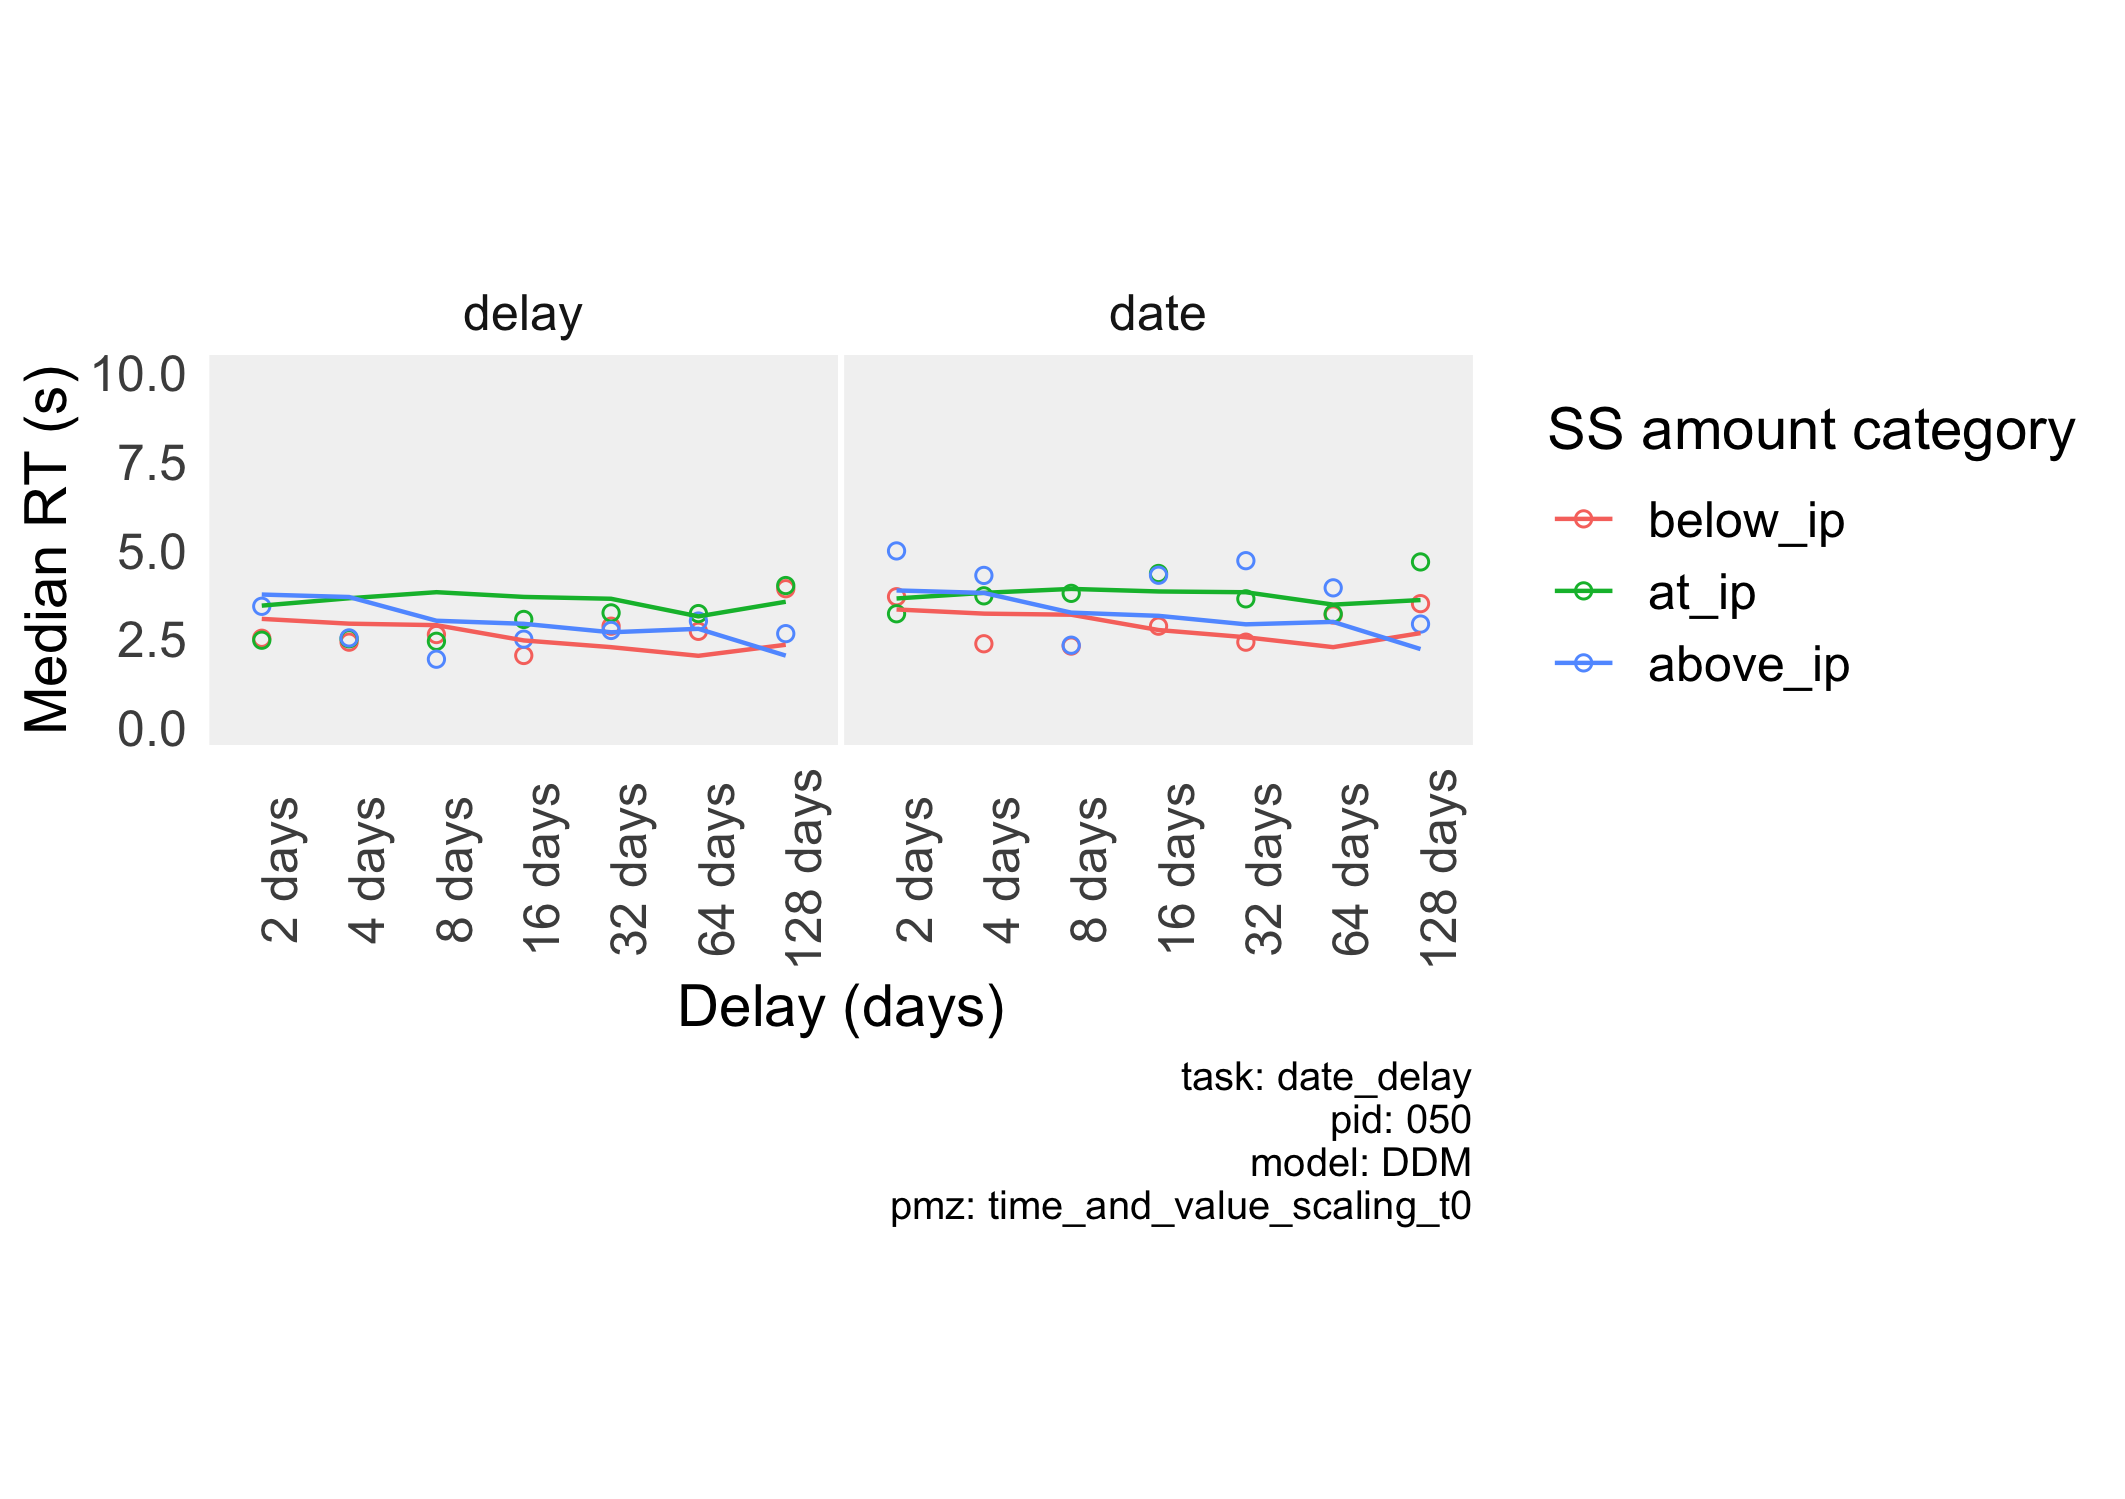 delay
date
Median RT (s)
10.0
7.5
5.0
2.5
0.0
2 days
4 days
8 days
16 days
32 days
64 days
128 days
2 days
4 days
8 days
16 days
32 days
64 days
128 days
Delay (days)
SS amount category
below_ip
at_ip
above_ip
task: date_delay
pid: 050
model: DDM
pmz: time_and_value_scaling_t0